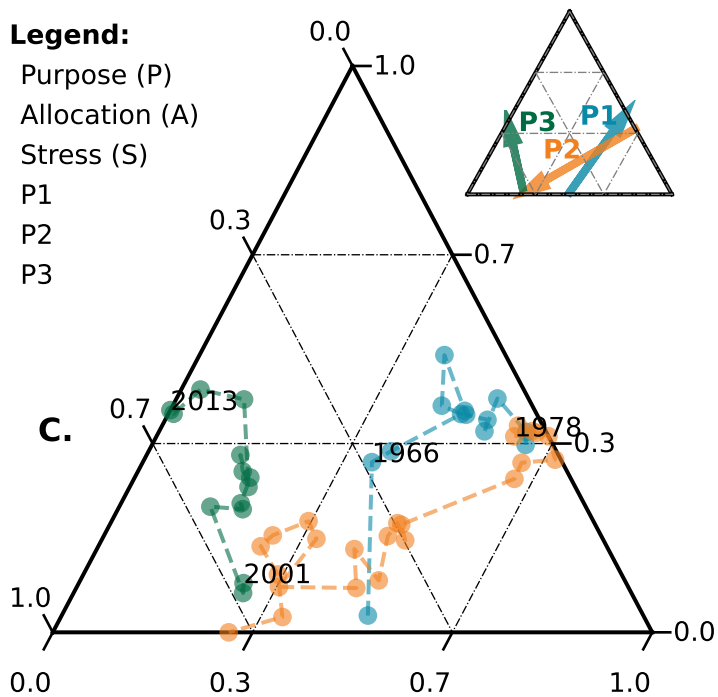 Legend:
Purpose (P)
Allocation (A)
Stress (S)
P1
P2
P3
0.0
1.0
P3
P1
P2
0.3
0.7
0.7
2013
C.
1978
0.3
1966
2001
1.0
0.0
0.0
0.3
0.7
1.0